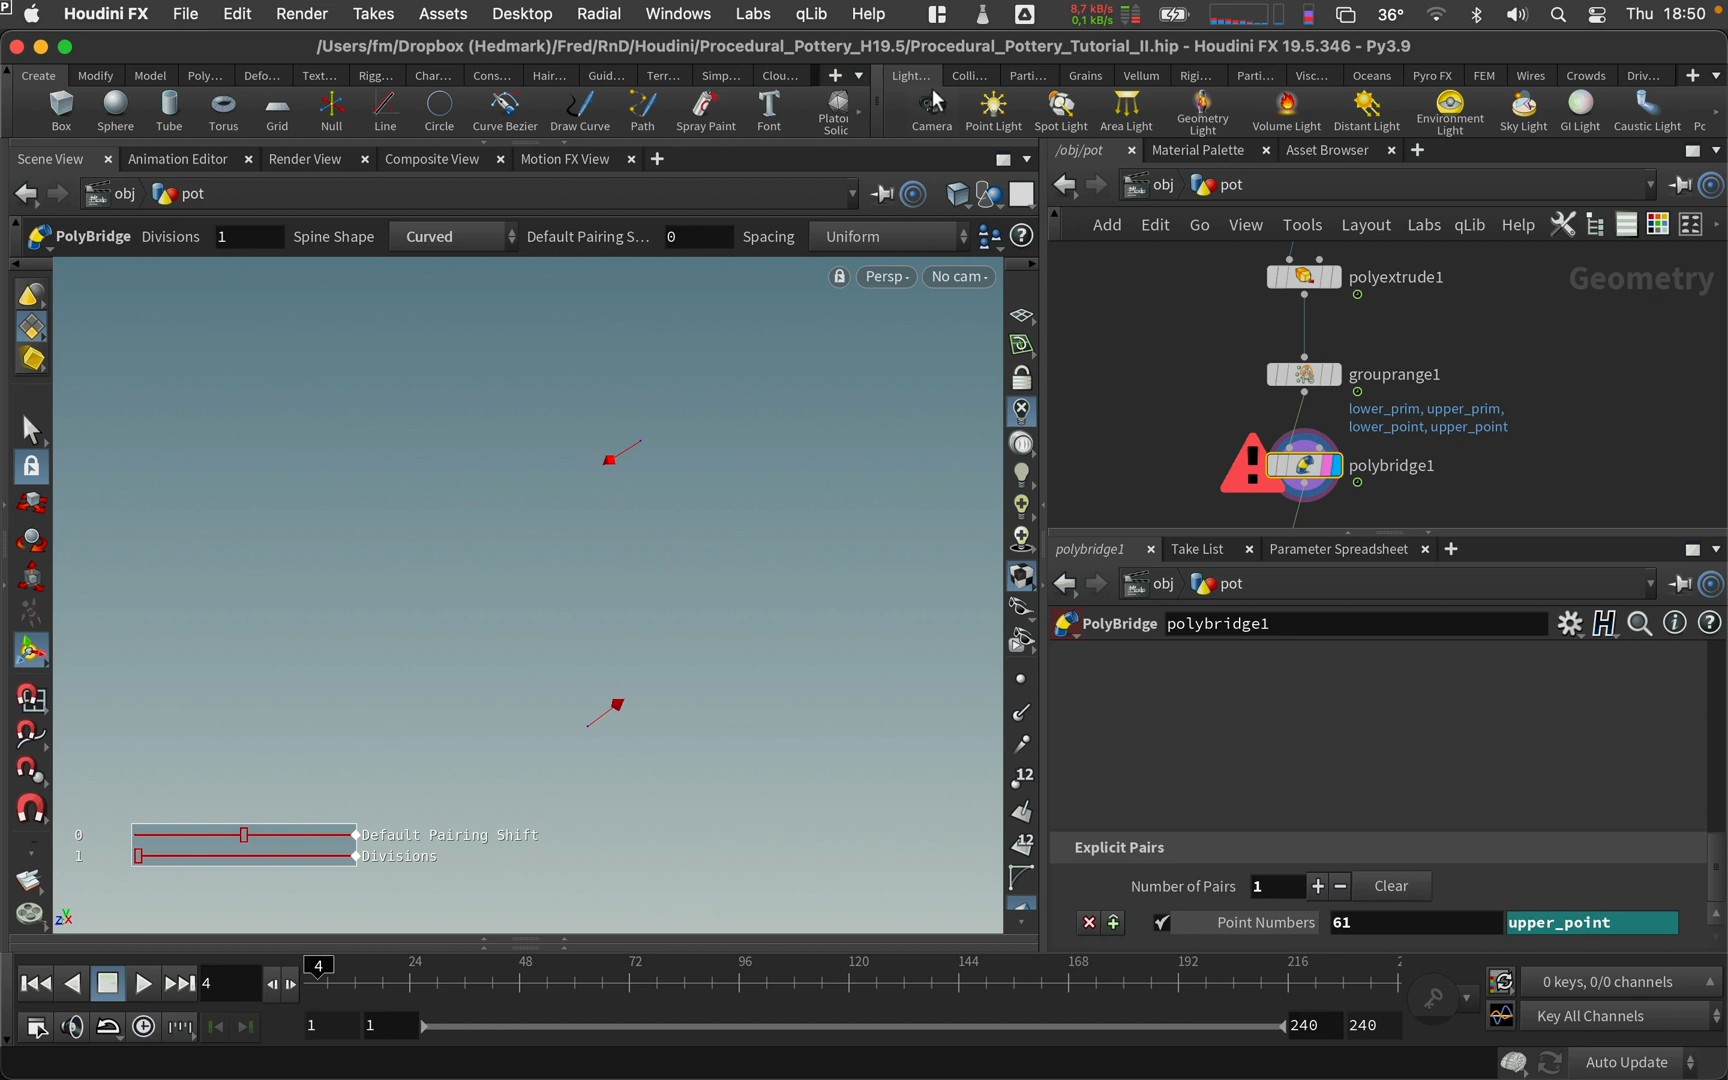 Houdini FX File Edit Render Takes Assets Desktop Radial Windows Labs qLib Help 8,7 kB/s 36° Thu 18:50
0,1 kB/s
/Users/fm/Dropbox (Hedmark)/Fred/RnD/Houdini/Procedural_Pottery_H19.5/Procedural_Pottery_Tutorial_II.hip - Houdini FX 19.5.346 - Py3.9
Create Modify Model Poly... Defo... Text... Rigg... Char... Cons... Hair... Guid... Terr... Simp... Clou... Light... Colli... Parti... Grains Vellum Rigi... Parti... Visc... Oceans Pyro FX FEM Wires Crowds Driv...
Box Sphere Tube Torus Grid Null Line Circle Curve Bezier Draw Curve Path Spray Paint Font Plator
Solic
Camera Point Light Spot Light Area Light Geometry
Light Volume Light Distant Light Environment
Light Sky Light GI Light Caustic Light Pc
Scene View Animation Editor Render View Composite View Motion FX View
/obj/pot Material Palette Asset Browser
obj pot
obj pot
PolyBridge Divisions 1 Spine Shape Curved Default Pairing S... 0 Spacing Uniform
Add Edit Go View Tools Layout Labs qLib Help
Persp No cam
Geometry
polyextrude1
grouprange1
lower_prim, upper_prim,
lower_point, upper_point
polybridge1
polybridge1 Take List Parameter Spreadsheet
obj pot
PolyBridge polybridge1
12
12
0 Default Pairing Shift
1 Divisions
Explicit Pairs
Number of Pairs 1 Clear
Point Numbers 61 upper_point
4 4 24 48 72 96 120 144 168 192 216 2
0 keys, 0/0 channels
1 1 240 240
Key All Channels
Auto Update